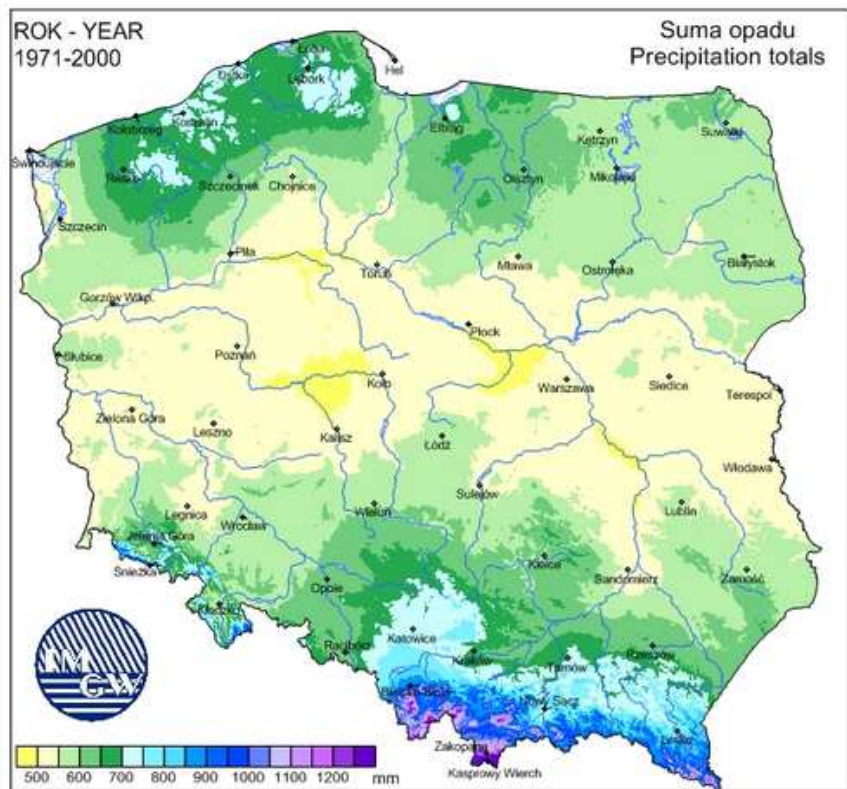 ROK - YEAR
1971-2000
Suma opadu
Precipitation totals
Łeba
Ustka
Lębork
Hel
Kołobrzeg
Koszalin
Elbląg
Kętrzyn
Suwałki
Świnoujście
Resko
Szczecinek
Chojnice
Olsztyn
Mikołajki
Szczecin
Piła
Toruń
Mława
Ostrołęka
Białystok
Gorzów Wlkp.
Płock
Słubice
Poznań
Koło
Warszawa
Siedlce
Terespol
Zielona Góra
Leszno
Kalisz
Łódź
Włodawa
Sulejów
Legnica
Wrocław
Wieluń
Lublin
Jelenia Góra
Śnieżka
Kielce
Opole
Sandomierz
Zamość
Kłodzko
Katowice
Racibórz
Kraków
Tarnów
Rzeszów
Bielsko-Biała
Nowy Sącz
Lesko
Zakopane
Kasprowy Wierch
IMGW
500 600 700 800 900 1000 1100 1200 mm